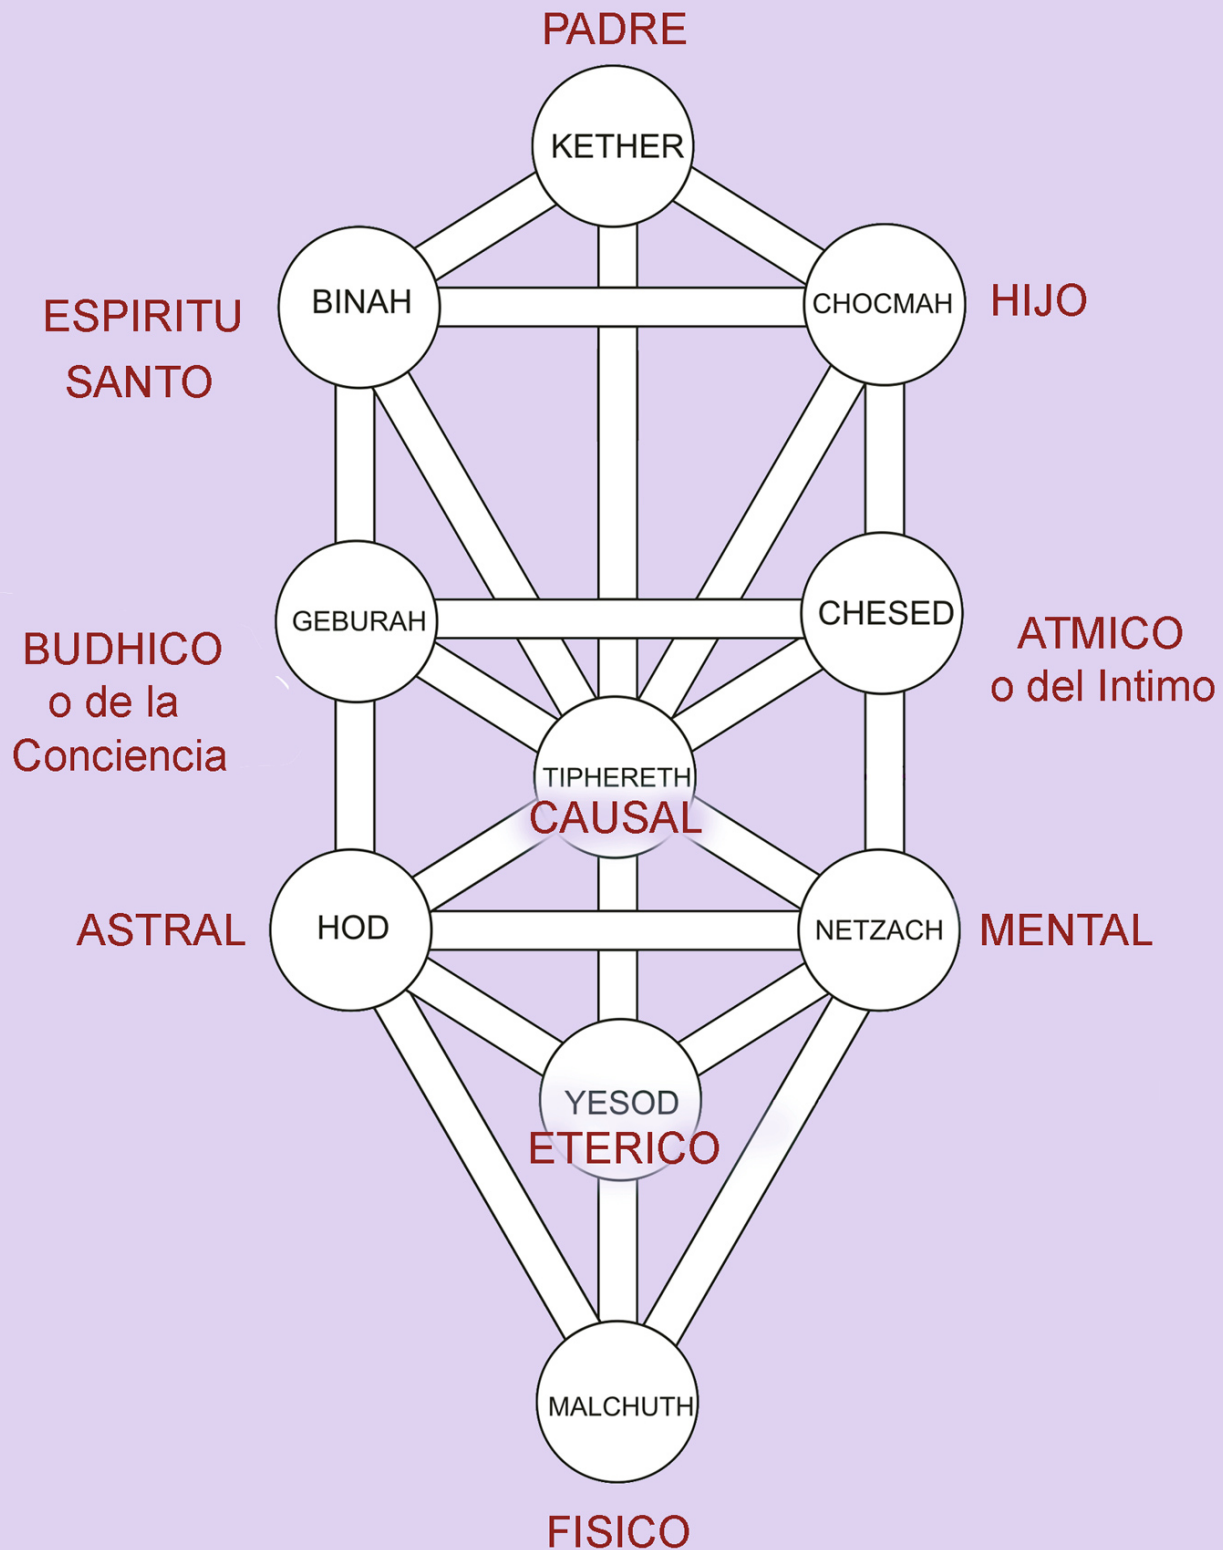 PADRE
KETHER
BINAH
CHOCMAH
HIJO
ESPIRITU
SANTO
GEBURAH
CHESED
BUDHICO
o de la
Conciencia
ATMICO
o del Intimo
TIPHERETH
CAUSAL
ASTRAL
HOD
NETZACH
MENTAL
YESOD
ETERICO
MALCHUTH
FISICO